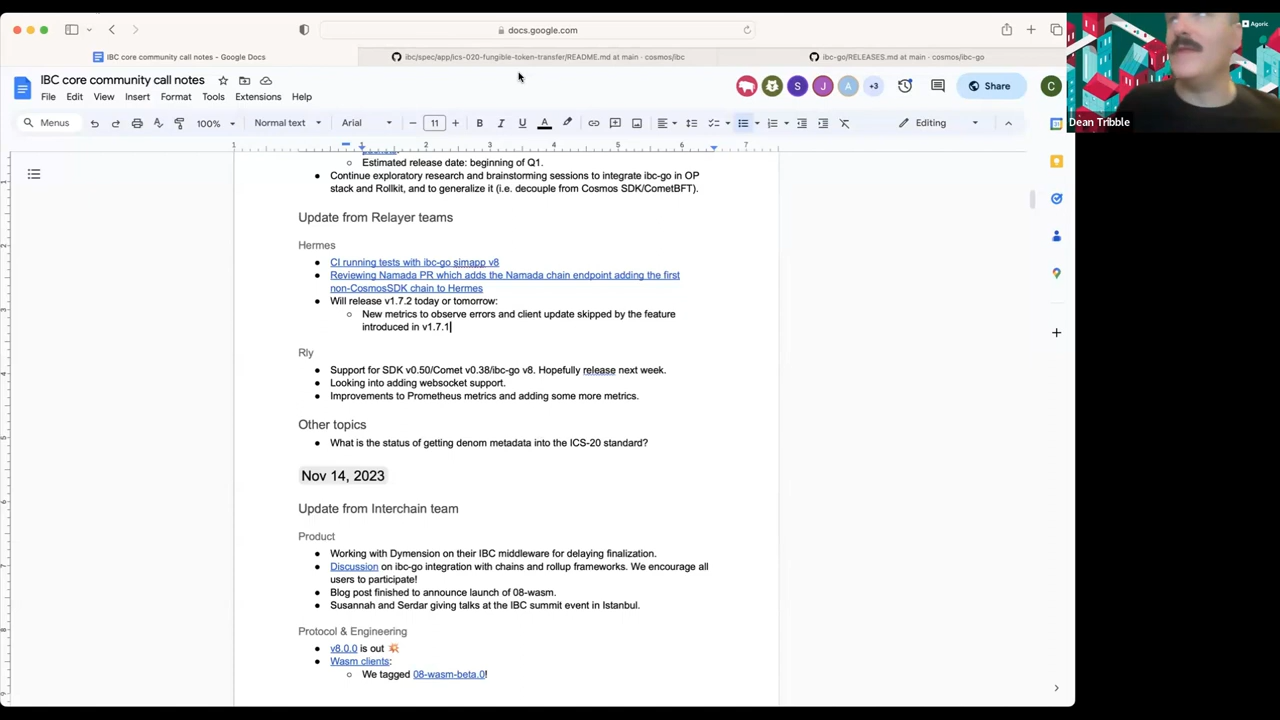 docs.google.com
IBC core community call notes - Google Docs
ibc/spec/app/ics-020-fungible-token-transfer/README.md at main · cosmos/ibc
ibc-go/RELEASES.md at main · cosmos/ibc-go
Agoric
Dean Tribble
IBC core community call notes
File Edit View Insert Format Tools Extensions Help
S J A +3 Share C
Menus 100% Normal text Arial 11 B I U A Editing
1 1 2 3 4 5 6 7
Estimated release date: beginning of Q1.
• Continue exploratory research and brainstorming sessions to integrate ibc-go in OP
stack and Rollkit, and to generalize it (i.e. decouple from Cosmos SDK/CometBFT).
Update from Relayer teams
Hermes
• CI running tests with ibc-go simapp v8
• Reviewing Namada PR which adds the Namada chain endpoint adding the first
non-CosmosSDK chain to Hermes
• Will release v1.7.2 today or tomorrow:
○ New metrics to observe errors and client update skipped by the feature
introduced in v1.7.1
Rly
• Support for SDK v0.50/Comet v0.38/ibc-go v8. Hopefully release next week.
• Looking into adding websocket support.
• Improvements to Prometheus metrics and adding some more metrics.
Other topics
• What is the status of getting denom metadata into the ICS-20 standard?
Nov 14, 2023
Update from Interchain team
Product
• Working with Dymension on their IBC middleware for delaying finalization.
• Discussion on ibc-go integration with chains and rollup frameworks. We encourage all
users to participate!
• Blog post finished to announce launch of 08-wasm.
• Susannah and Serdar giving talks at the IBC summit event in Istanbul.
Protocol & Engineering
• v8.0.0 is out 💥
• Wasm clients:
○ We tagged 08-wasm-beta.0!